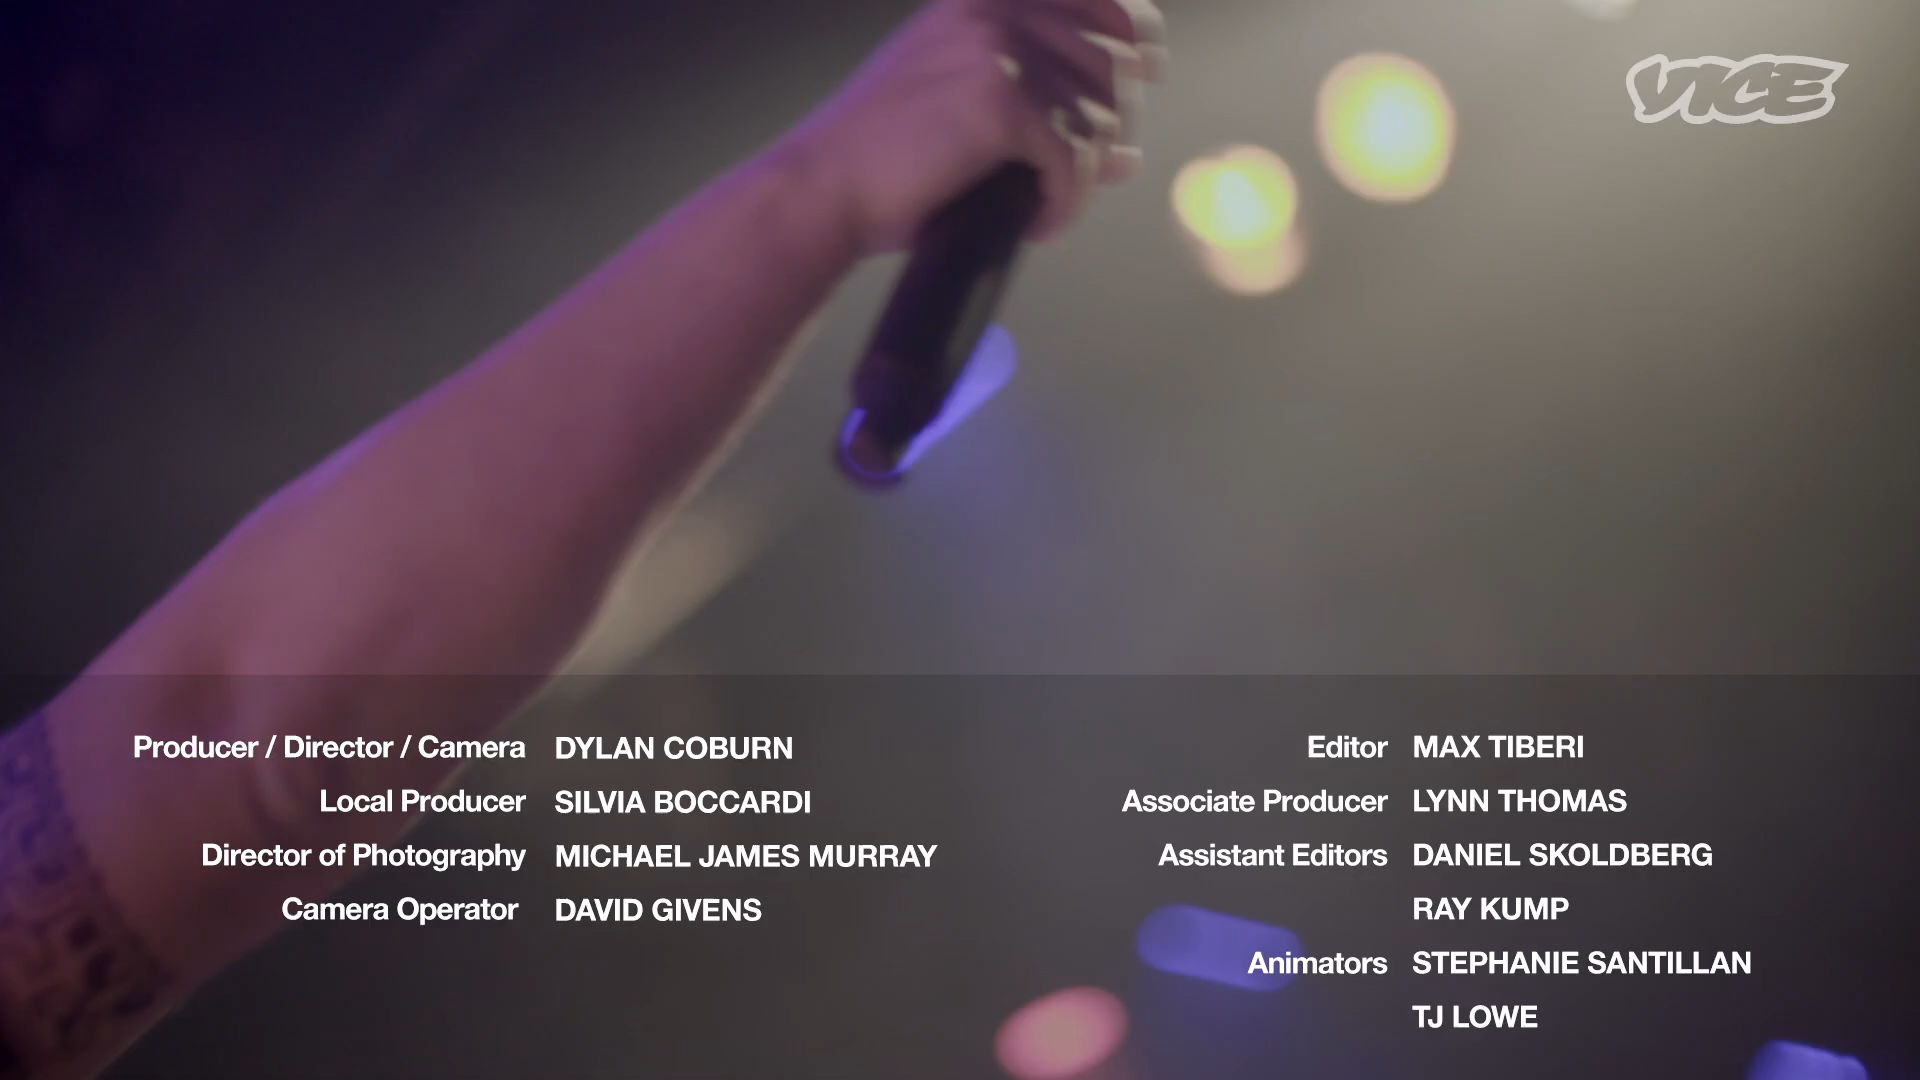 VICE
Producer / Director / Camera DYLAN COBURN
Local Producer SILVIA BOCCARDI
Director of Photography MICHAEL JAMES MURRAY
Camera Operator DAVID GIVENS
Editor MAX TIBERI
Associate Producer LYNN THOMAS
Assistant Editors DANIEL SKOLDBERG
RAY KUMP
Animators STEPHANIE SANTILLAN
TJ LOWE